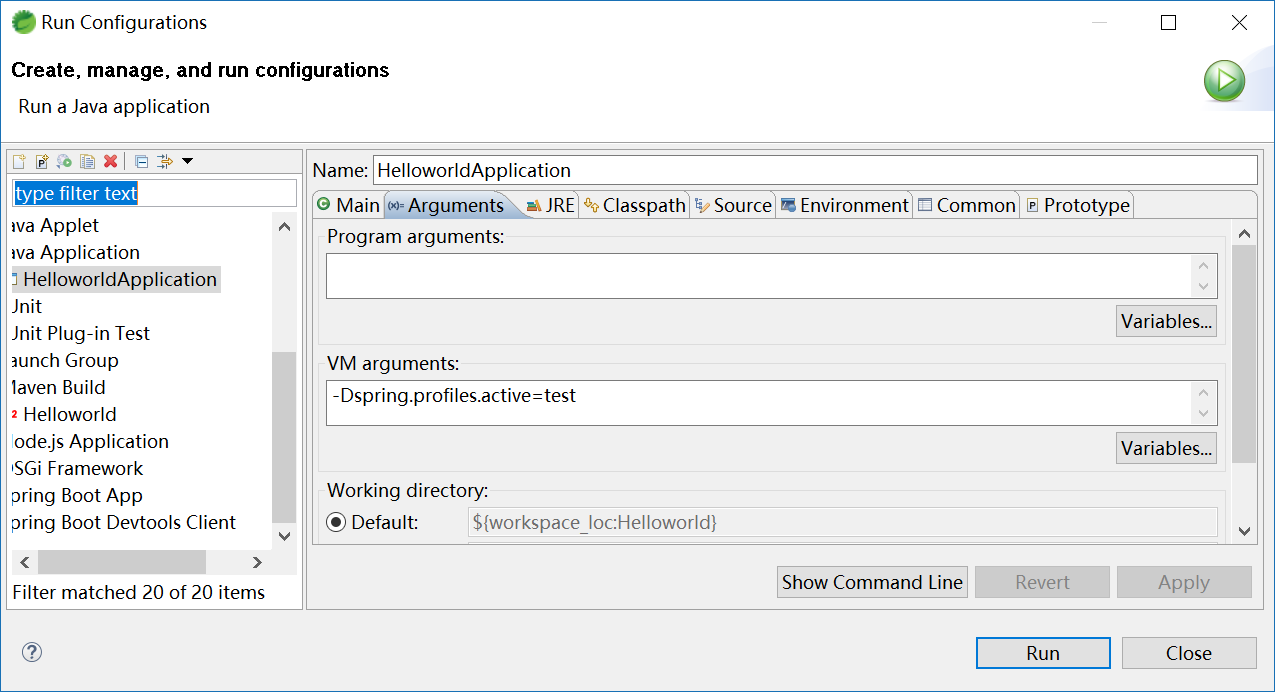 Run Configurations
Create, manage, and run configurations
Run a Java application
type filter text
ava Applet
ava Application
HelloworldApplication
Unit
Unit Plug-in Test
aunch Group
Maven Build
Helloworld
lode.js Application
SGi Framework
pring Boot App
pring Boot Devtools Client
Filter matched 20 of 20 items
Name: HelloworldApplication
Main (x)= Arguments JRE Classpath Source Environment Common Prototype
Program arguments:
Variables...
VM arguments:
-Dspring.profiles.active=test
Variables...
Working directory:
Default: ${workspace_loc:Helloworld}
Show Command Line Revert Apply
Run Close